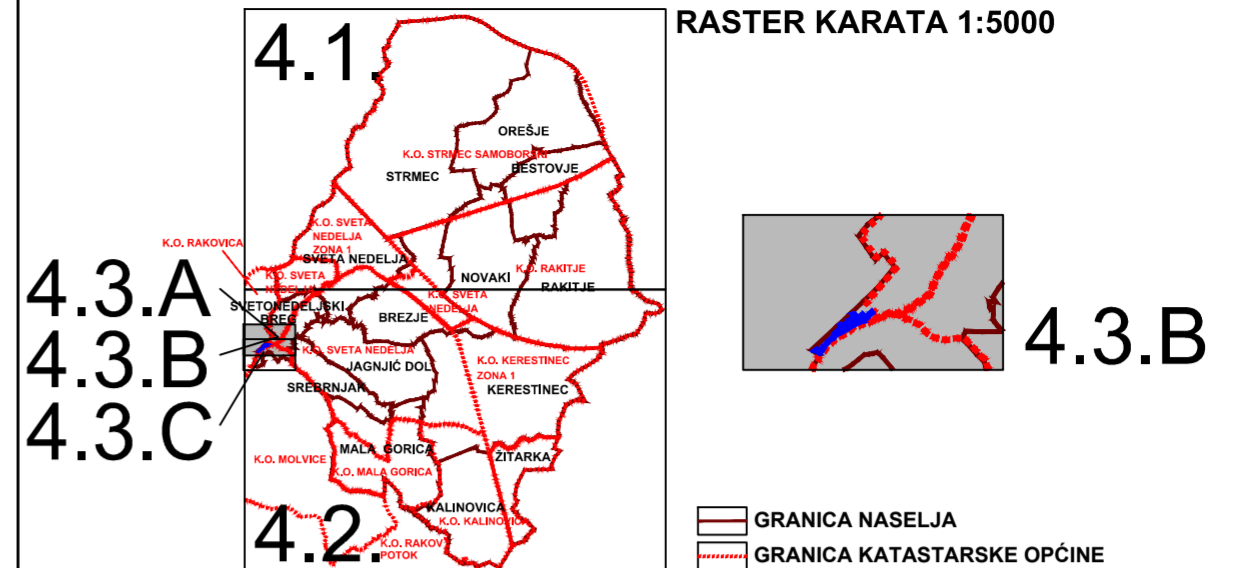 RASTER KARATA 1:5000
4.1.
OREŠJE
K.O. STRMEC SAMOBORSKI
BESTOVJE
STRMEC
K.O. SVETA
NEDELJA
ZONA 1
K.O. RAKOVICA
SVETA NEDELJA
K.O. SVETA
NEDELJA
NOVAKI
K.O. RAKITJE
RAKITJE
4.3.A
SVETONEDELJSKI
BREG
K.O. SVETA
NEDELJA
BREZJE
4.3.B
K.O. SVETA NEDELJA
JAGNJIĆ DOL
K.O. KERESTINEC
ZONA 1
KERESTINEC
SREBRNJAK
4.3.C
MALA GORICA
K.O. MOLVICE
K.O. MALA GORICA
ŽITARKA
KALINOVICA
K.O. KALINOVICA
4.2.
K.O. RAKOV
POTOK
4.3.B
GRANICA NASELJA
GRANICA KATASTARSKE OPĆINE